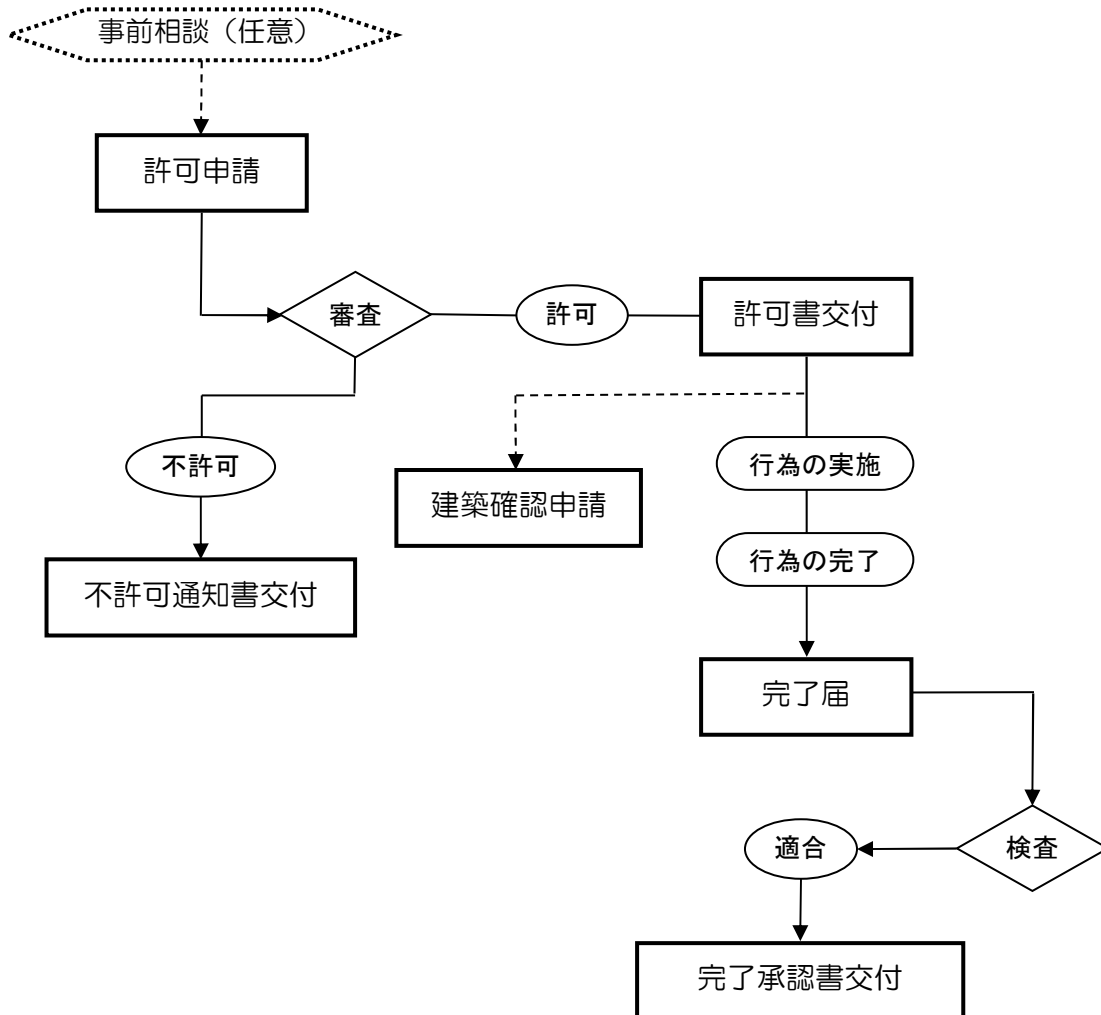 事前相談（任意）
許可申請
審査
許可
許可書交付
不許可
行為の実施
建築確認申請
行為の完了
不許可通知書交付
完了届
適合
検査
完了承認書交付